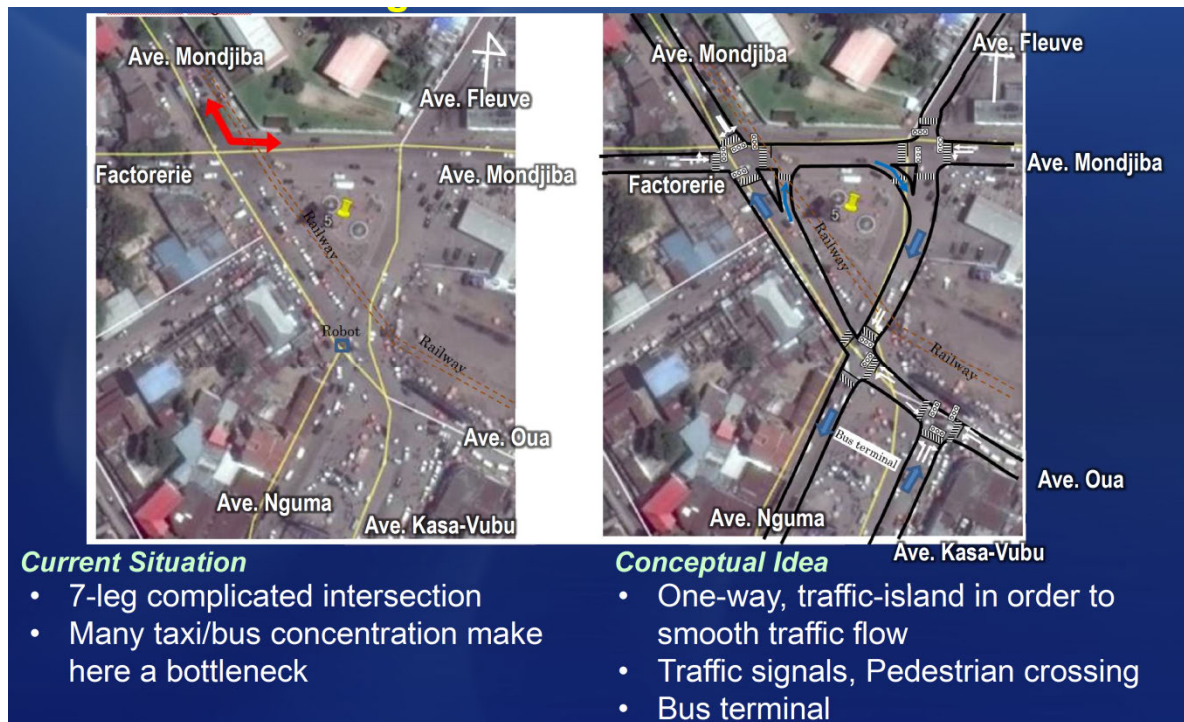 Ave. Mondjiba
Ave. Fleuve
Factorerie
Ave. Mondjiba
5
Railway
Robot
Railway
Ave. Oua
Ave. Nguma
Ave. Kasa-Vubu
Ave. Mondjiba
Ave. Fleuve
Ave. Mondjiba
Factorerie
5
Railway
Railway
Bus terminal
Ave. Oua
Ave. Nguma
Ave. Kasa-Vubu
Current Situation
• 7-leg complicated intersection
• Many taxi/bus concentration make
here a bottleneck
Conceptual Idea
• One-way, traffic-island in order to
smooth traffic flow
• Traffic signals, Pedestrian crossing
• Bus terminal